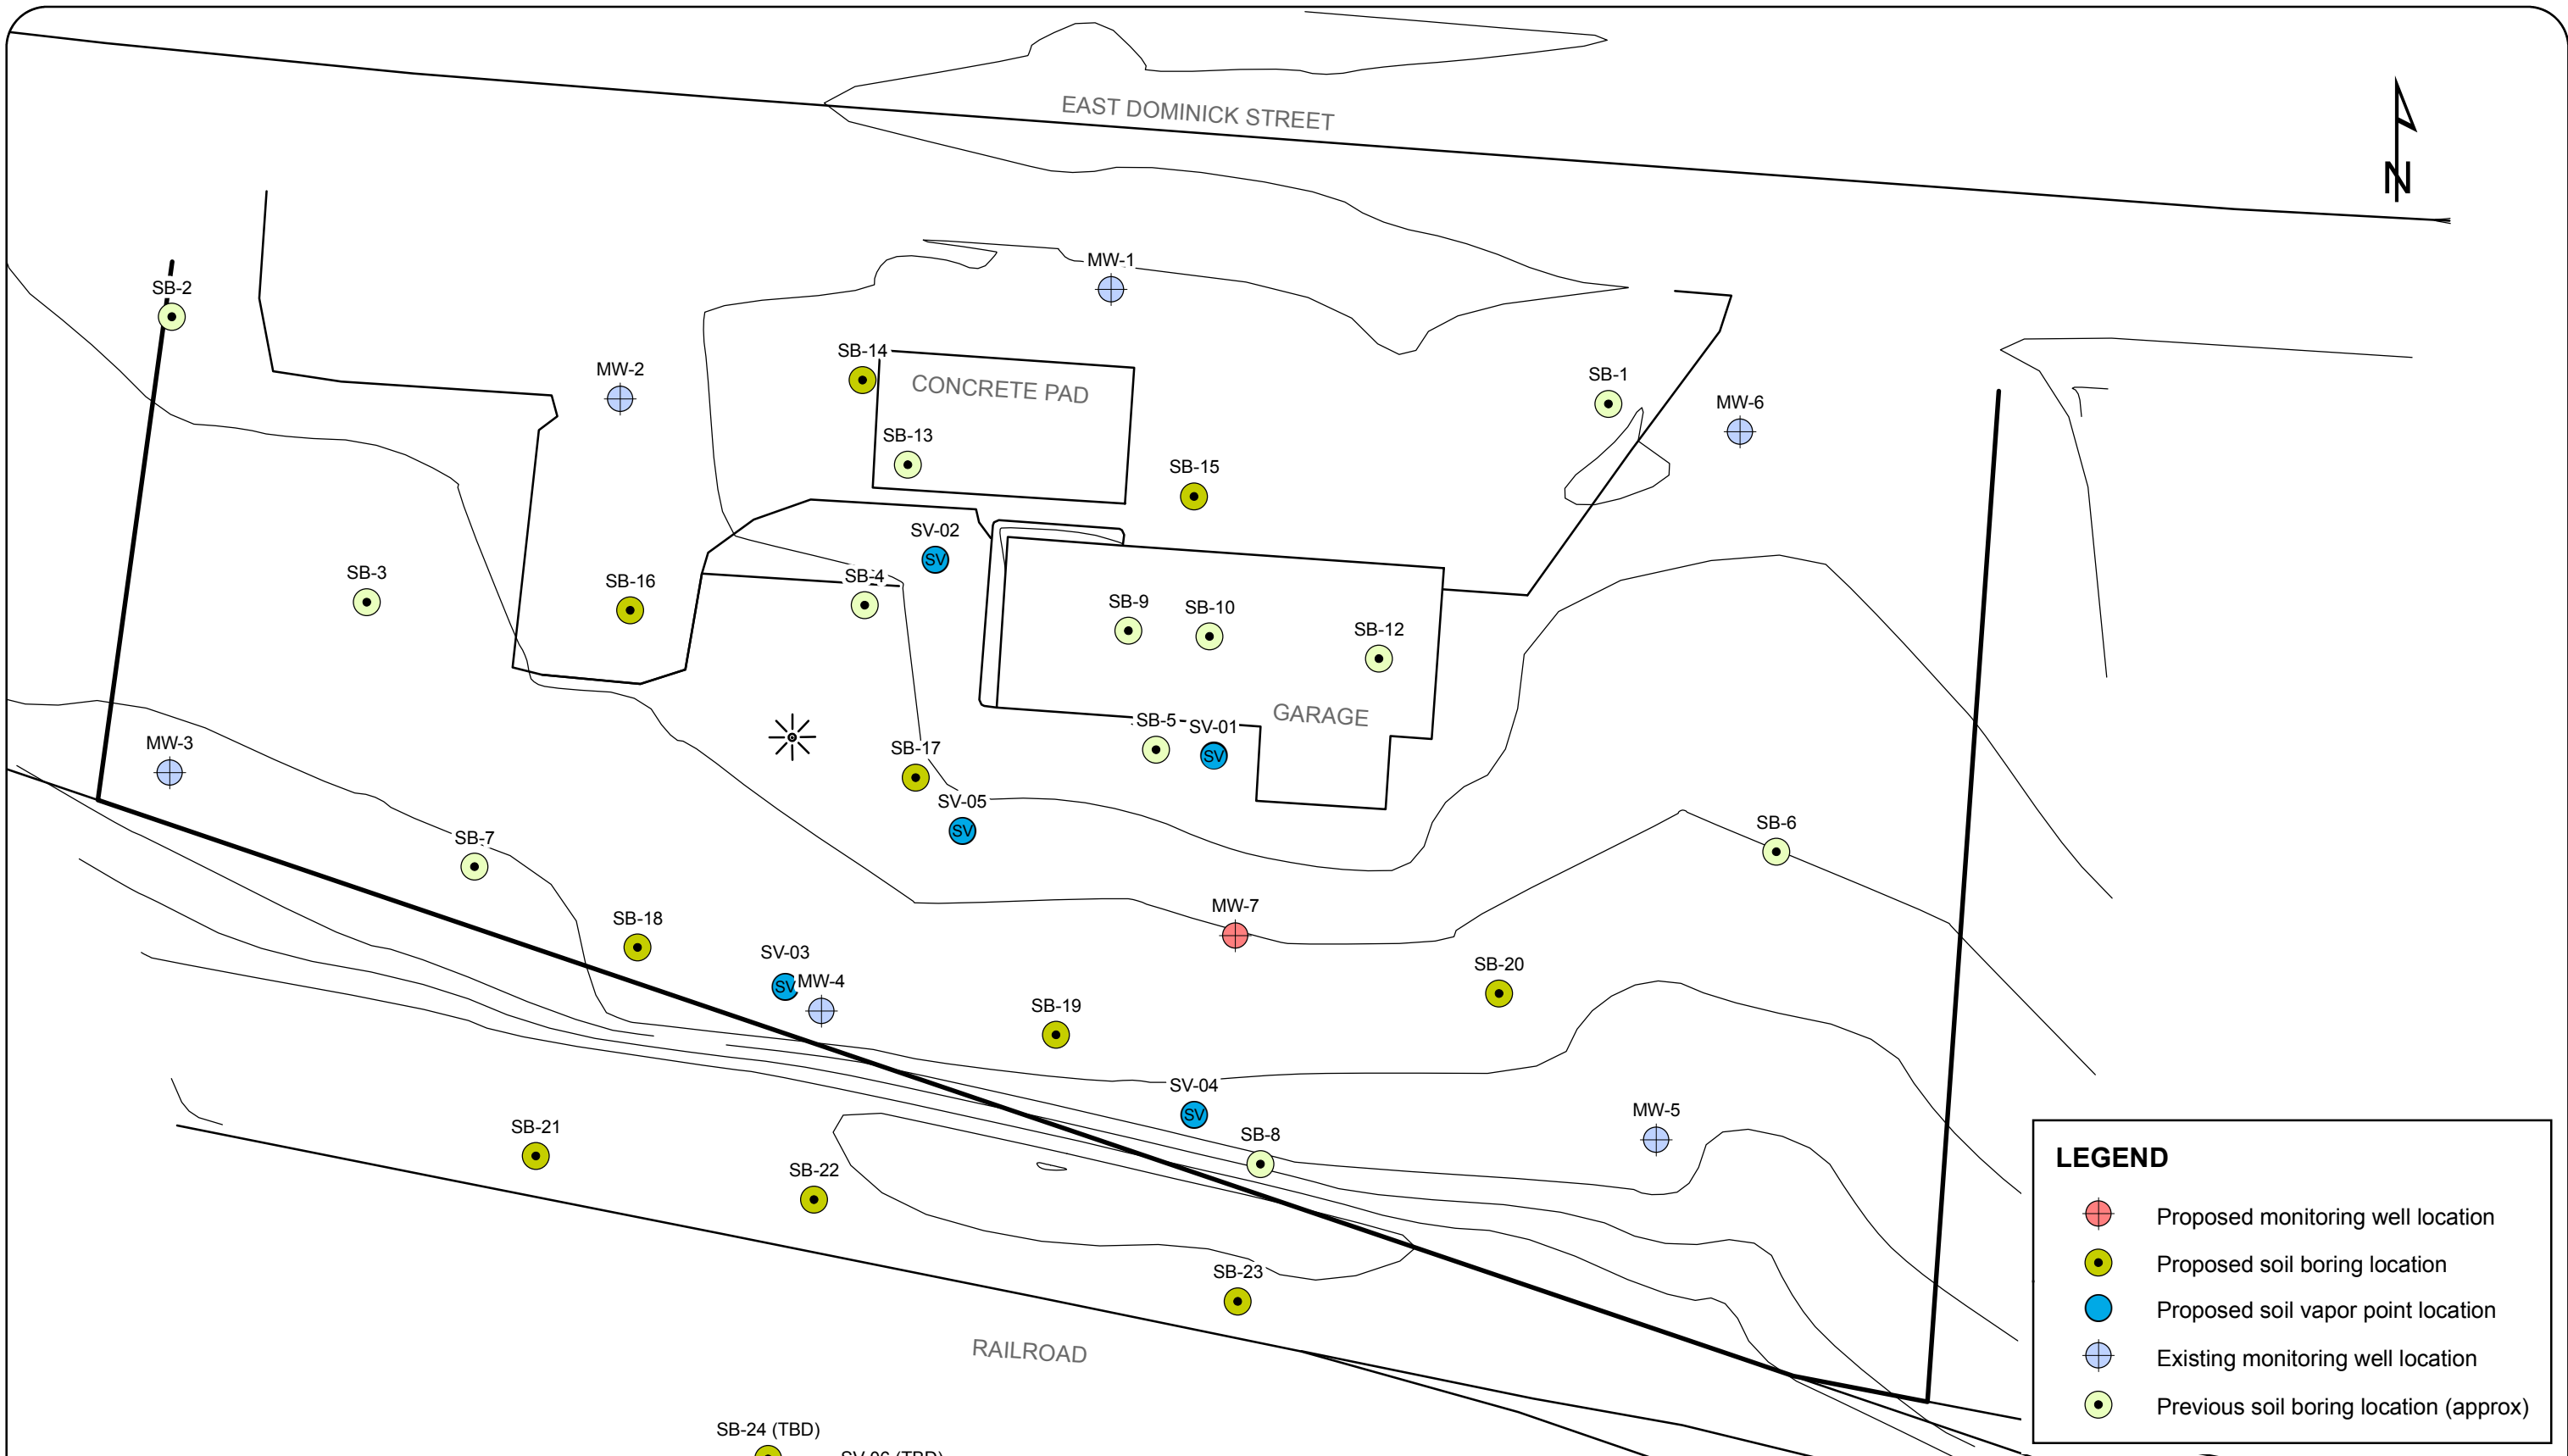 EAST DOMINICK STREET
N
MW-1
SB-2
SB-14
MW-2
CONCRETE PAD
SB-1
MW-6
SB-13
SB-15
SV-02
SV
SB-3
SB-16
SB-4
SB-9
SB-10
SB-12
GARAGE
SB-5
SV-01
SV
MW-3
SB-17
SV-05
SV
SB-7
SB-6
SB-18
MW-7
SV-03
SV
MW-4
SB-20
SB-19
SV-04
SV
MW-5
SB-21
SB-8
SB-22
SB-23
RAILROAD
SB-24 (TBD)
SV-06 (TBD)
LEGEND
Proposed monitoring well location
Proposed soil boring location
Proposed soil vapor point location
Existing monitoring well location
Previous soil boring location (approx)